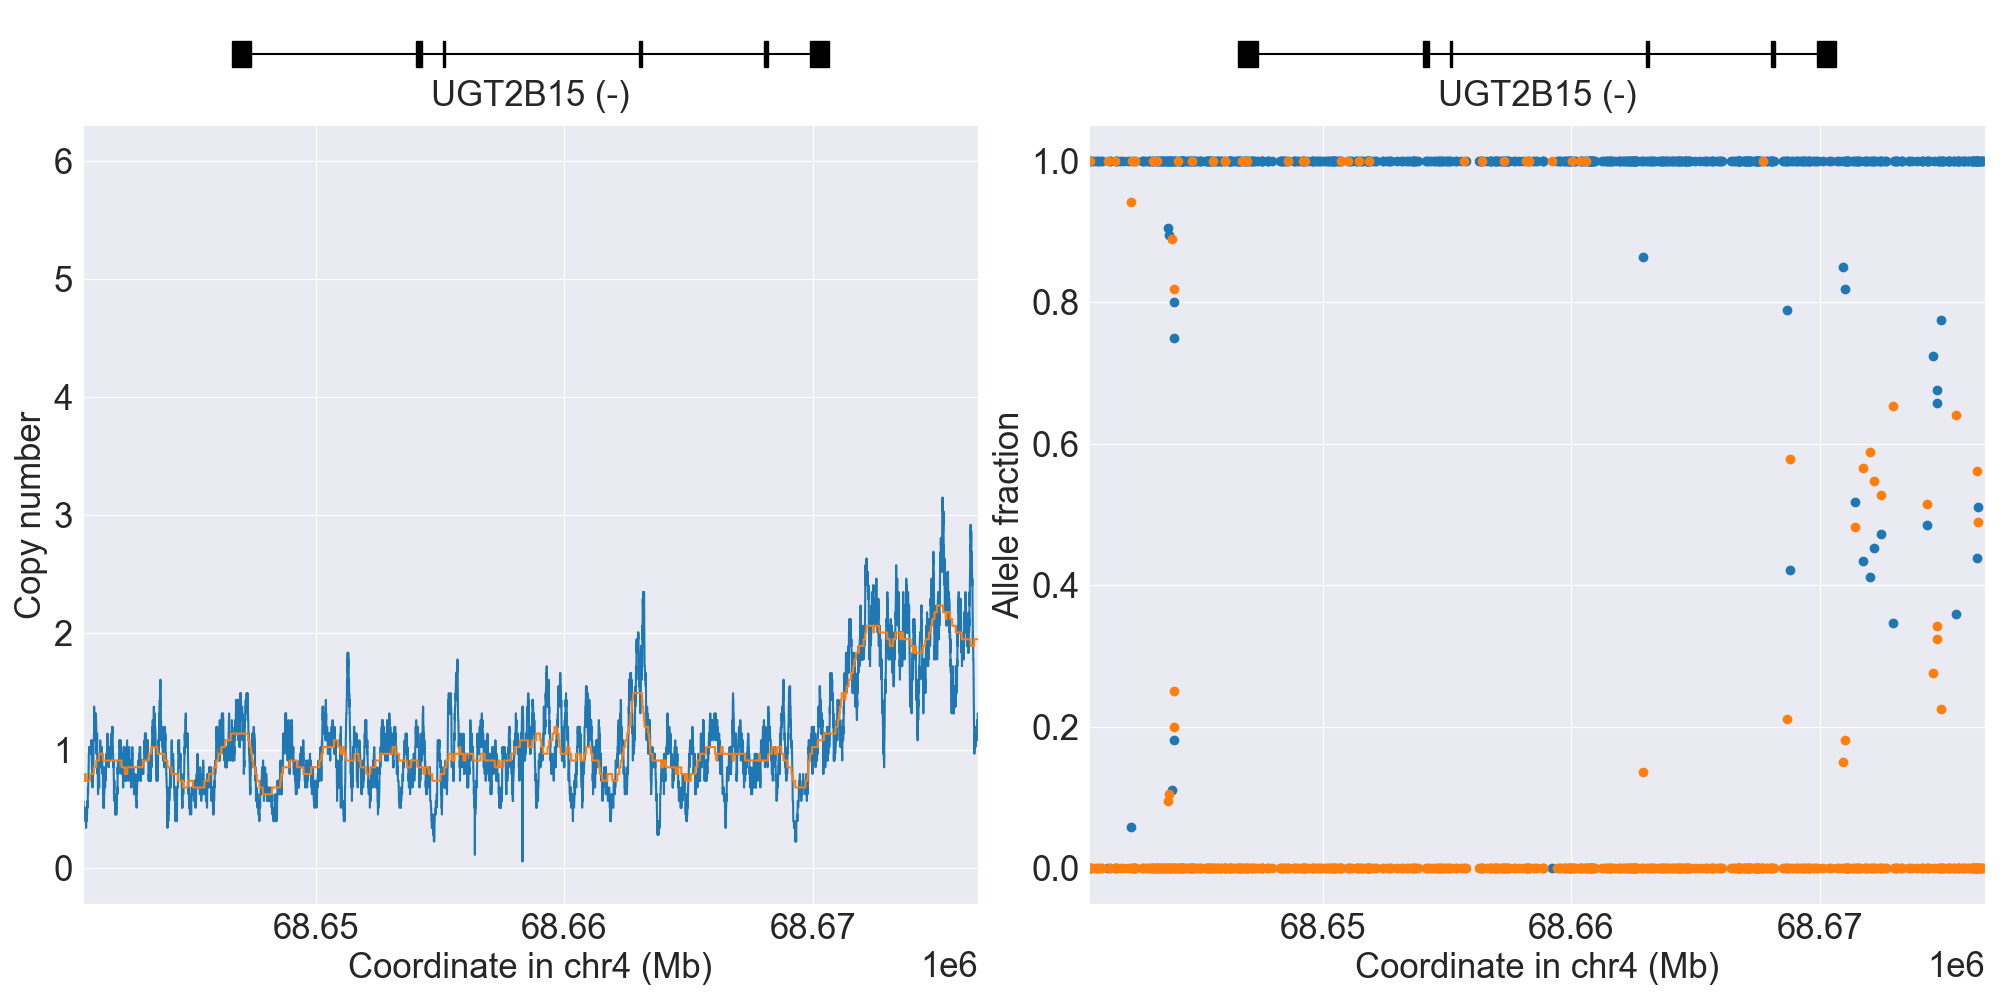 UGT2B15 (-)
UGT2B15 (-)
6
5
4
3
2
1
0
Copy number
68.65
68.66
68.67
Coordinate in chr4 (Mb)
1e6
1.0
0.8
0.6
0.4
0.2
0.0
Allele fraction
68.65
68.66
68.67
Coordinate in chr4 (Mb)
1e6